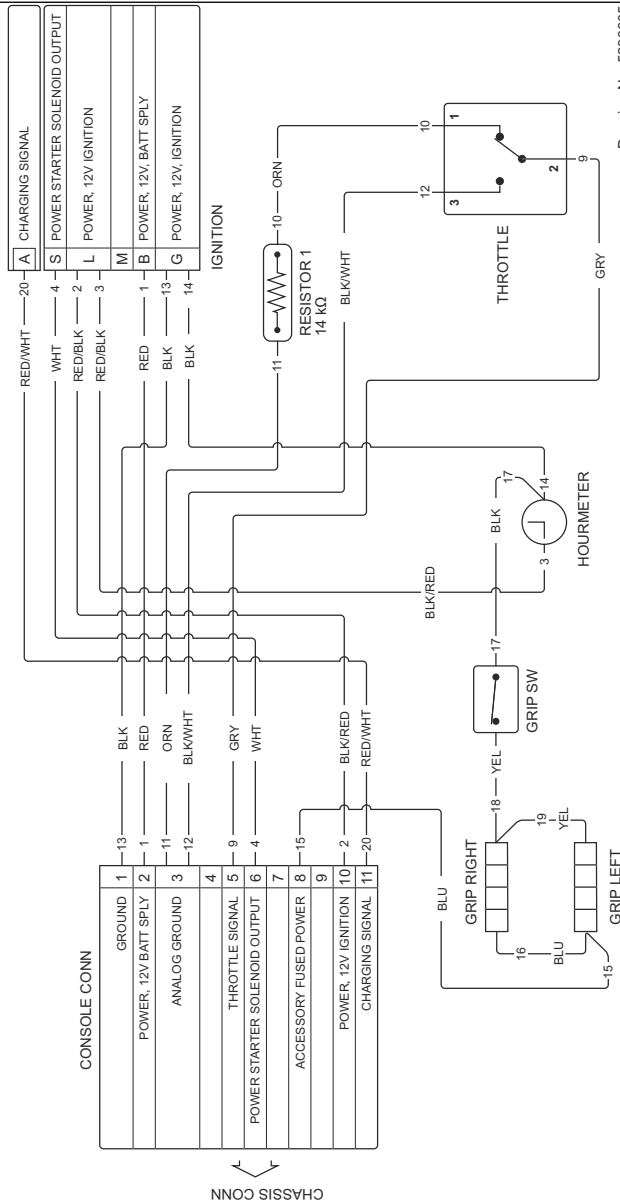 A CHARGING SIGNAL
S POWER STARTER SOLENOID OUTPUT
L POWER, 12V IGNITION
M
B POWER, 12V, BATT SPLY
G POWER, 12V, IGNITION
IGNITION
RED/WHT 20
WHT 4
RED/BLK 2
RED/BLK 3
RED 1
BLK 13
BLK 14
CONSOLE CONN
GROUND 1
POWER, 12V BATT SPLY 2
ANALOG GROUND 3
4
THROTTLE SIGNAL 5
POWER STARTER SOLENOID OUTPUT 6
7
ACCESSORY FUSED POWER 8
9
POWER, 12V IGNITION 10
CHARGING SIGNAL 11
13 BLK
1 RED
11 ORN
12 BLK/WHT
9 GRY
4 WHT
15
2 BLK/RED
20 RED/WHT
CHASSIS CONN
11
RESISTOR 1
14 kΩ
10 ORN 10
BLK/WHT 12
THROTTLE
1
2
3
9
GRY
BLK/RED
3
HOURMETER
14
17
BLK
17
GRIP SW
YEL
18
19
YEL
GRIP RIGHT
GRIP LEFT
16
BLU
15
BLU